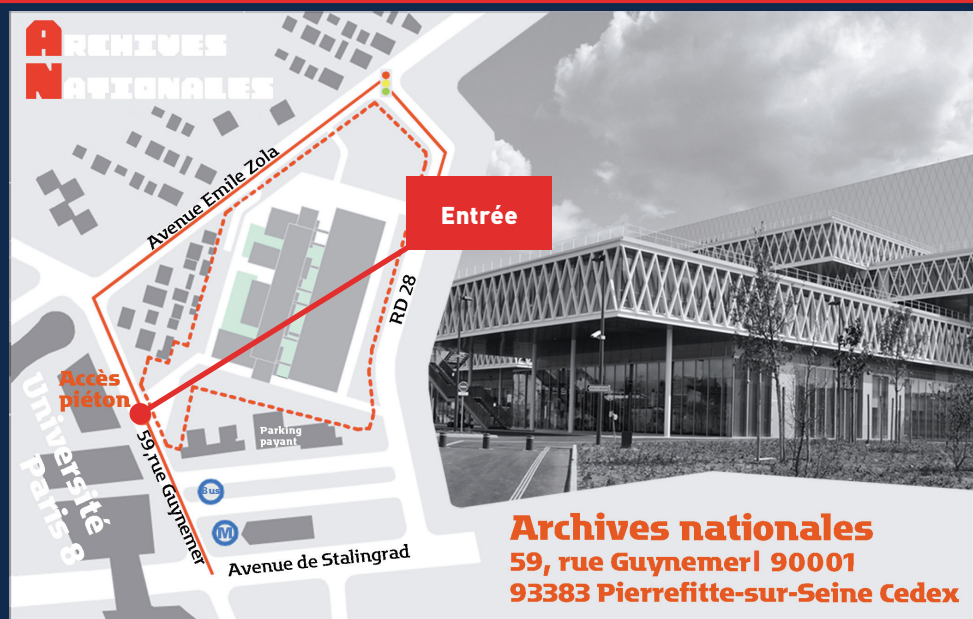 ARCHIVES
NATIONALES
Avenue Emile Zola
Entrée
RD 28
Accès
piéton
Université
Paris 8
59,rue Guynemer
Parking
payant
Bus
M
Avenue de Stalingrad
Archives nationales
59, rue Guynemer| 90001
93383 Pierrefitte-sur-Seine Cedex